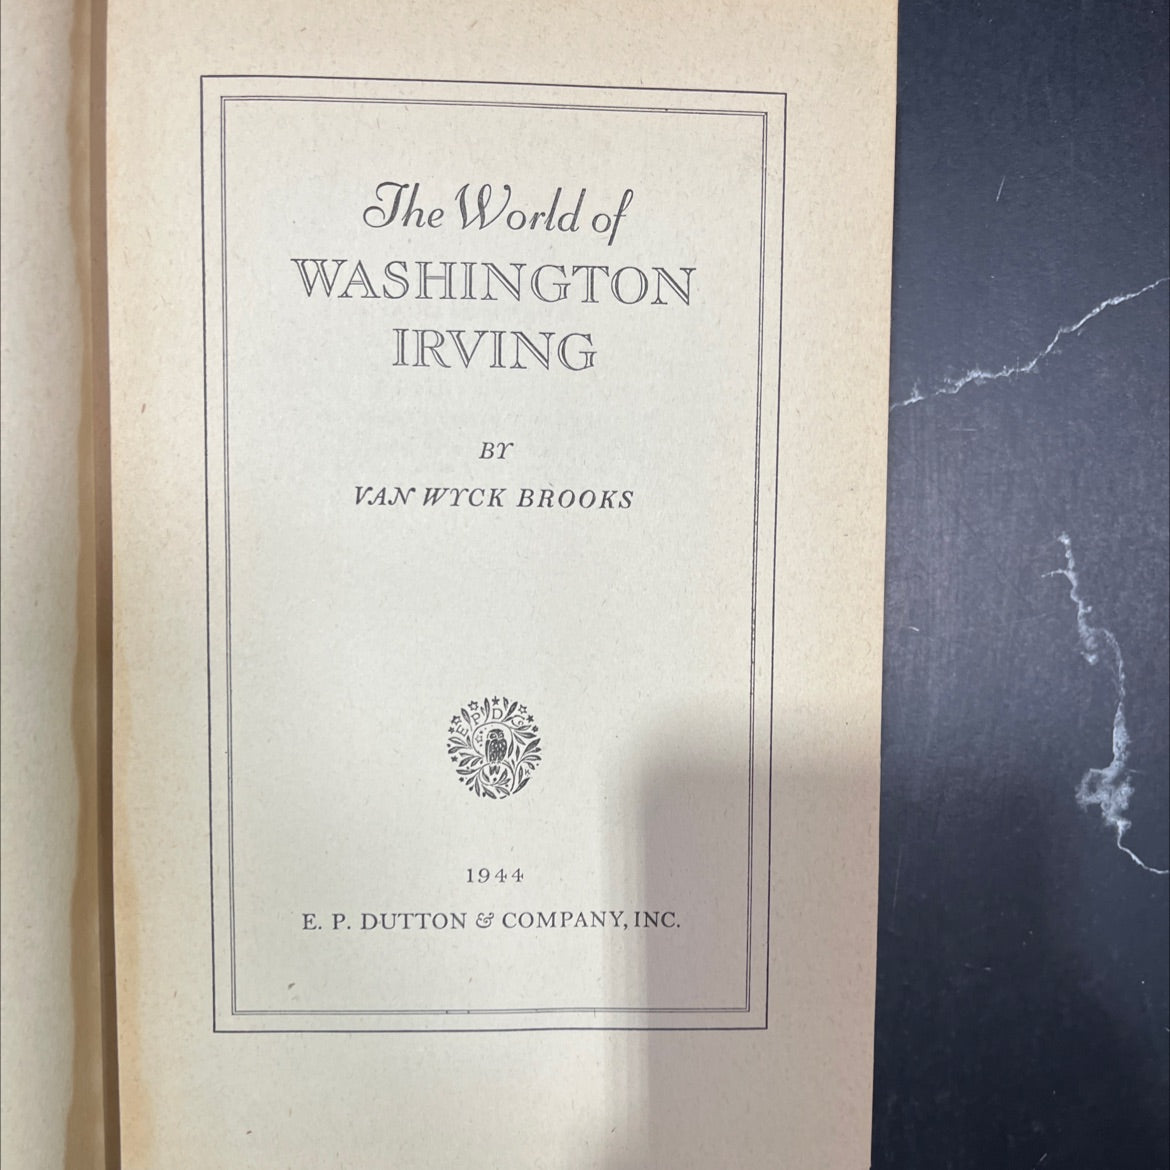 The World of
WASHINGTON
IRVING
BY
VAN WYCK BROOKS
E P D
W
1944
E. P. DUTTON & COMPANY, INC.